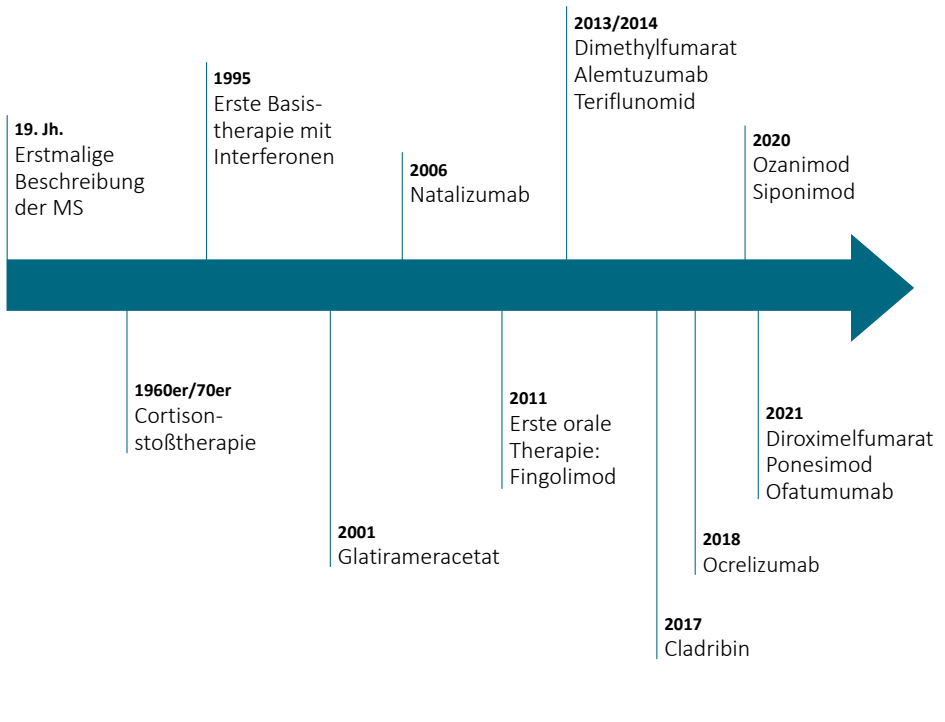 19. Jh.
Erstmalige
Beschreibung
der MS
1960er/70er
Cortison-
stoßtherapie
1995
Erste Basis-
therapie mit
Interferonen
2001
Glatirameracetat
2006
Natalizumab
2011
Erste orale
Therapie:
Fingolimod
2013/2014
Dimethylfumarat
Alemtuzumab
Teriflunomid
2017
Cladribin
2018
Ocrelizumab
2020
Ozanimod
Siponimod
2021
Diroximelfumarat
Ponesimod
Ofatumumab